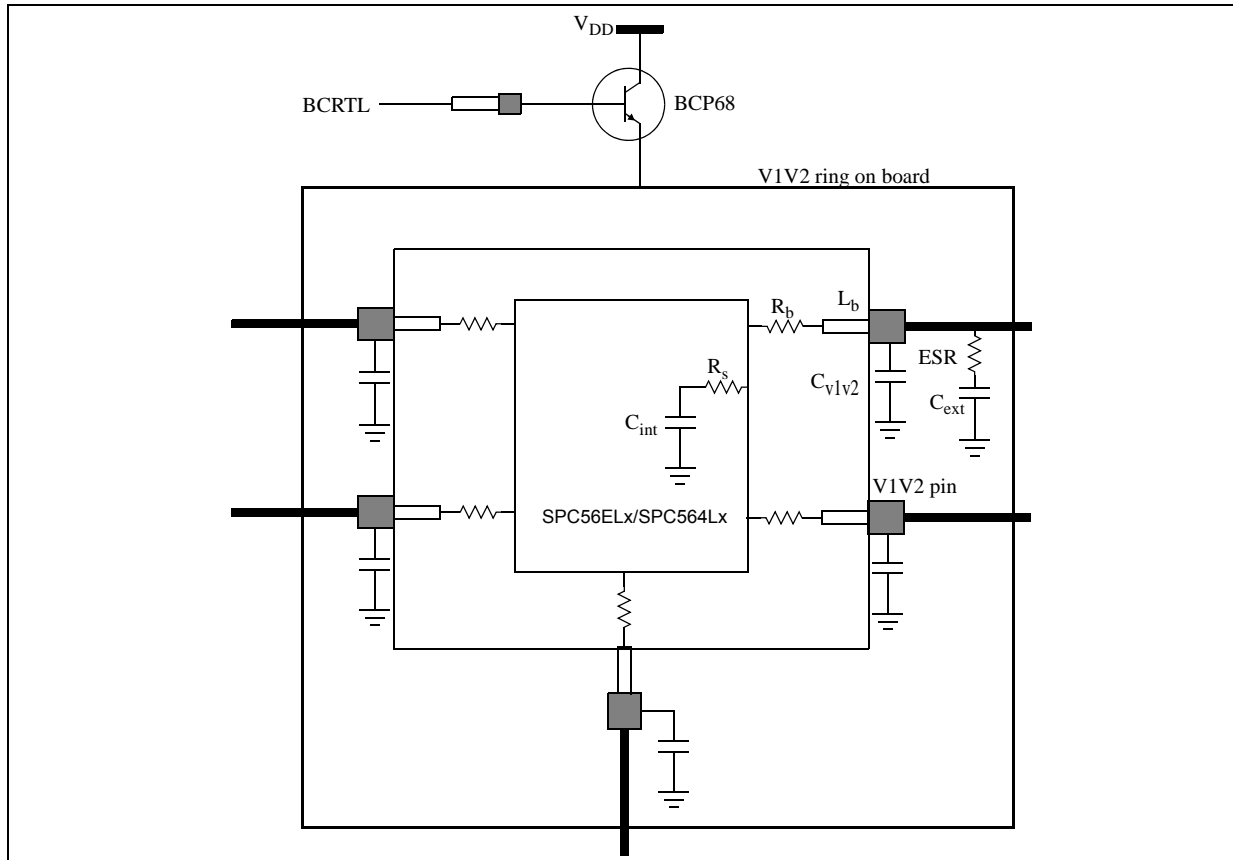 VDD
BCRTL
BCP68
V1V2 ring on board
Rb
Lb
Rs
ESR
Cv1v2
Cext
Cint
V1V2 pin
SPC56ELx/SPC564Lx